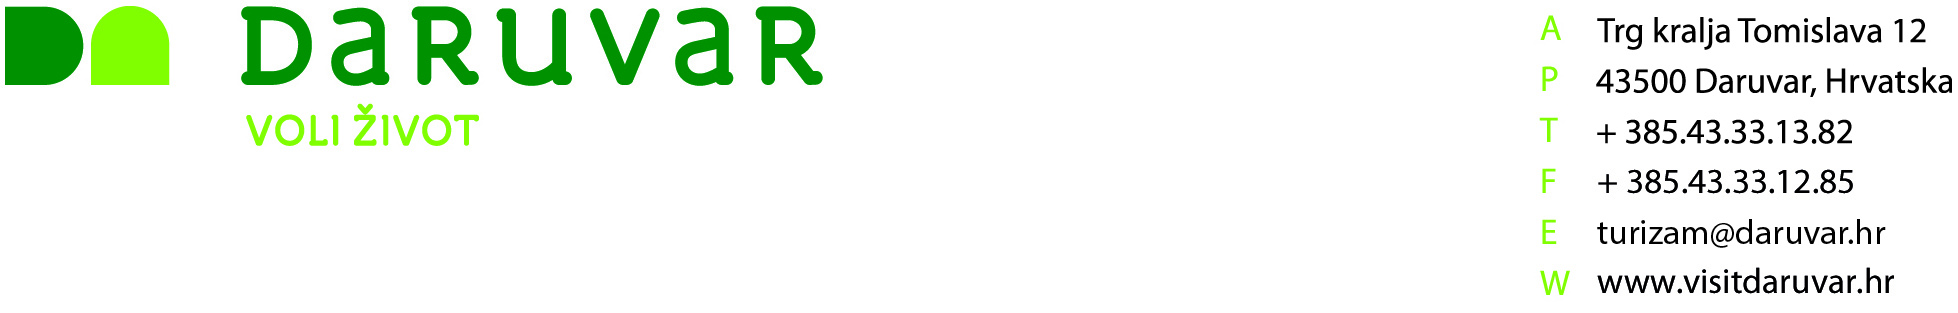 DaRuvaR
VOLI ŽIVOT
A Trg kralja Tomislava 12
P 43500 Daruvar, Hrvatska
T + 385.43.33.13.82
F + 385.43.33.12.85
E turizam@daruvar.hr
W www.visitdaruvar.hr